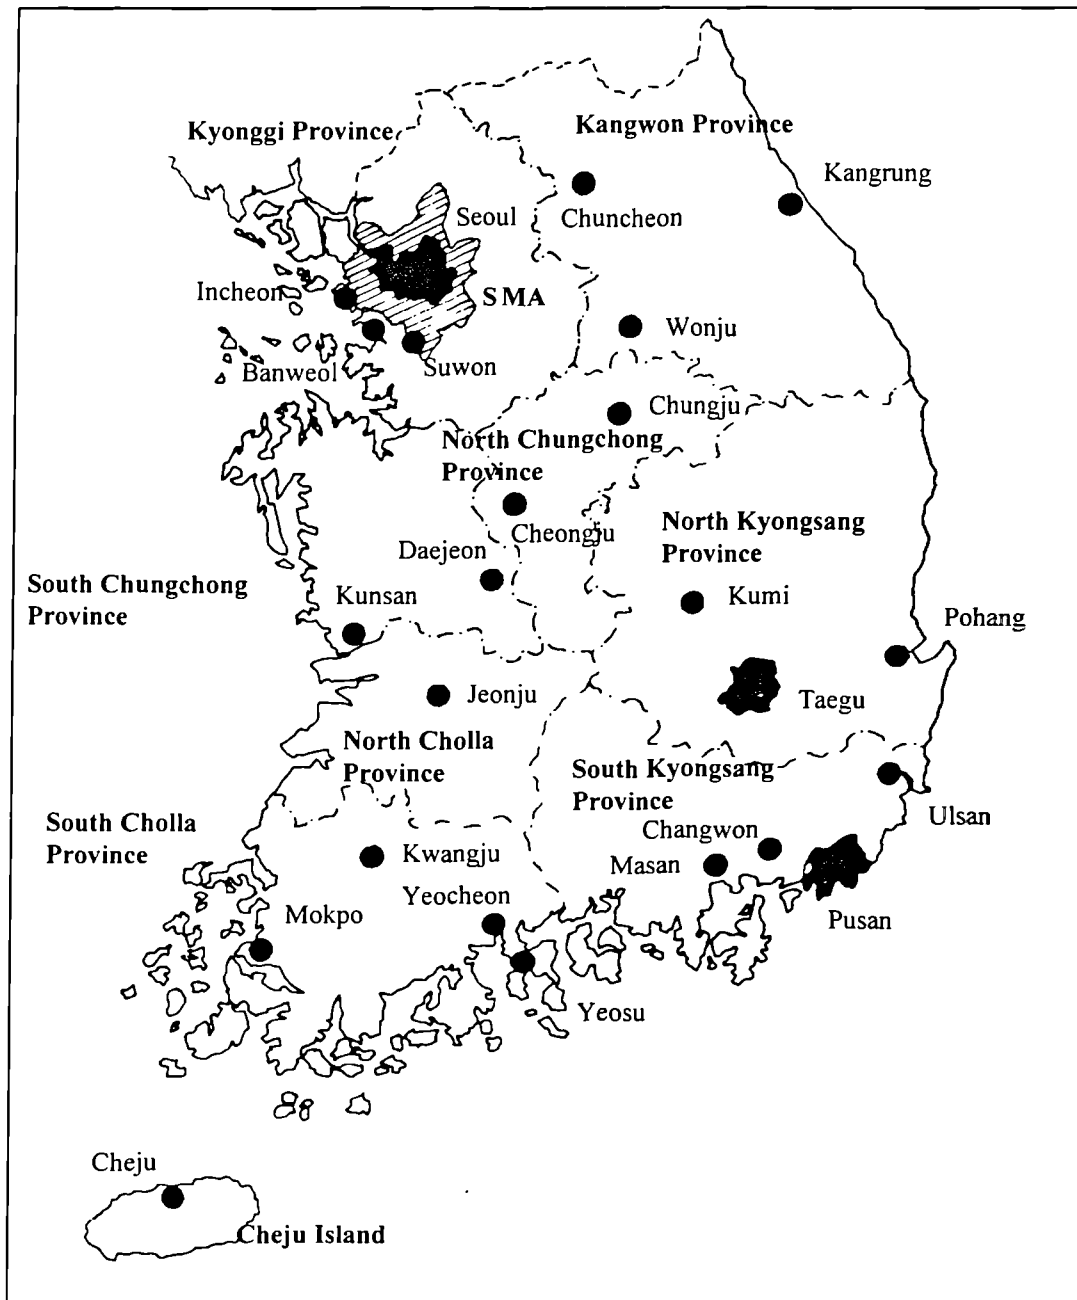 Kyonggi Province
Kangwon Province
Kangrung
Chuncheon
Seoul
Incheon
SMA
Wonju
Banweol
Suwon
Chungju
North Chungchong
Province
North Kyongsang
Province
Cheongju
Daejeon
South Chungchong
Province
Kunsan
Kumi
Pohang
Jeonju
Taegu
North Cholla
Province
South Kyongsang
Province
South Cholla
Province
Ulsan
Changwon
Kwangju
Masan
Yeocheon
Mokpo
Pusan
Yeosu
Cheju
Cheju Island